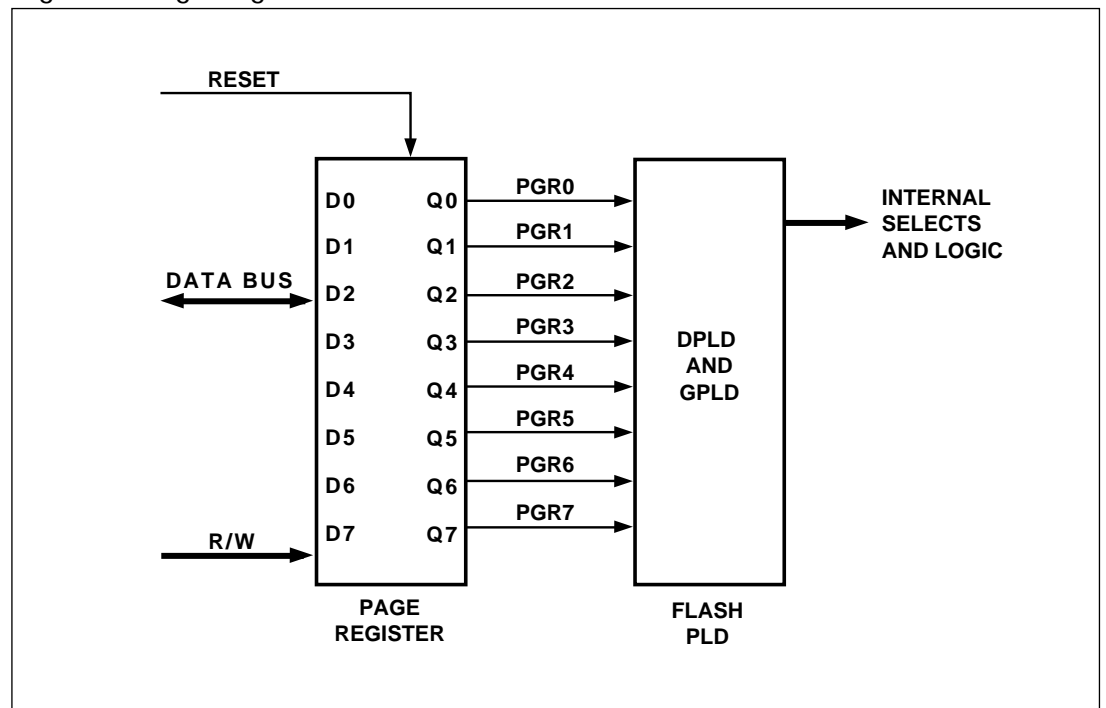 RESET
D0 Q0 PGR0
D1 Q1 PGR1
DATA BUS D2 Q2 PGR2
D3 Q3 PGR3
D4 Q4 PGR4
D5 Q5 PGR5
D6 Q6 PGR6
R/W D7 Q7 PGR7
DPLD
AND
GPLD
INTERNAL
SELECTS
AND LOGIC
PAGE
REGISTER
FLASH
PLD